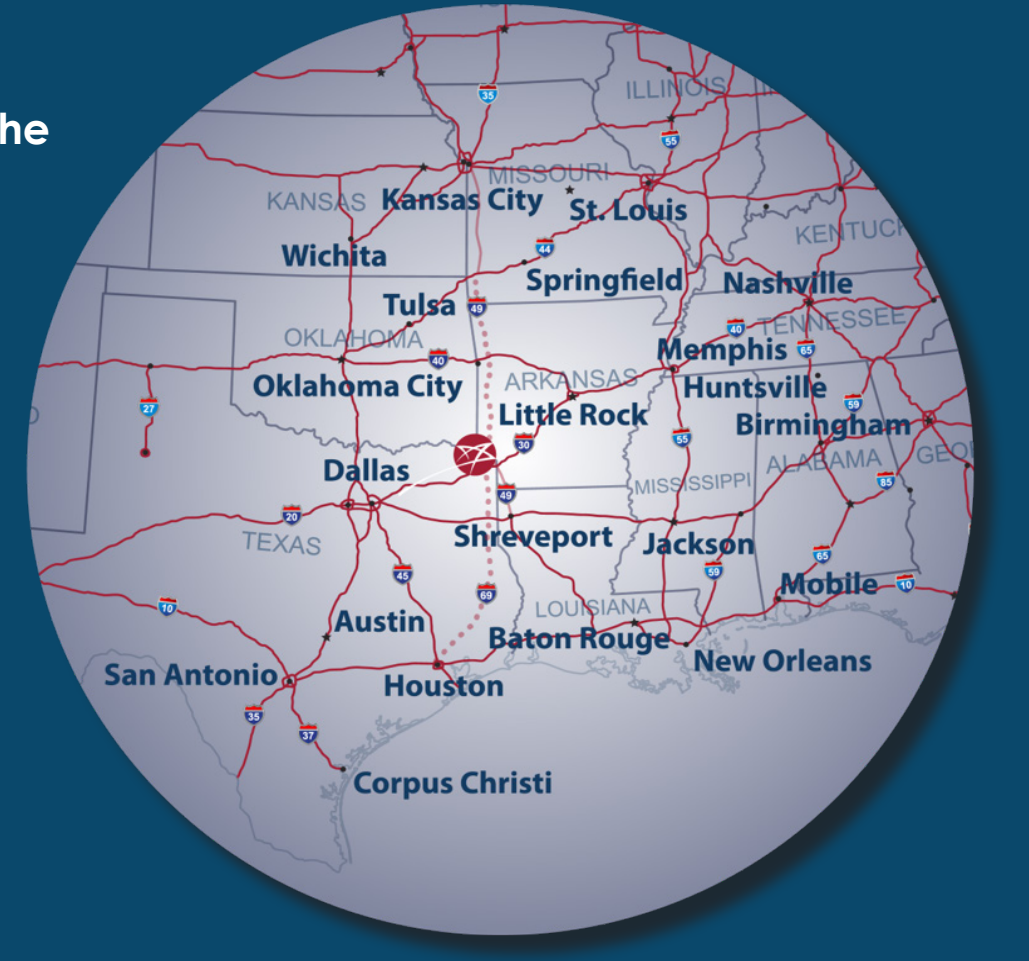 he
35
ILLINOIS
55
MISSOURI
KANSAS
Kansas City
St. Louis
KENTUCK
Wichita
44
Springfield
Nashville
Tulsa
49
OKLAHOMA
40
TENNESSEE
40
65
Memphis
Oklahoma City
ARKANSAS
Huntsville
27
Little Rock
59
Birmingham
30
55
Dallas
ALABAMA
GEO
49
MISSISSIPPI
85
20
TEXAS
Shreveport
Jackson
65
45
59
Mobile
10
69
10
LOUISIANA
Austin
Baton Rouge
San Antonio
New Orleans
Houston
35
37
Corpus Christi